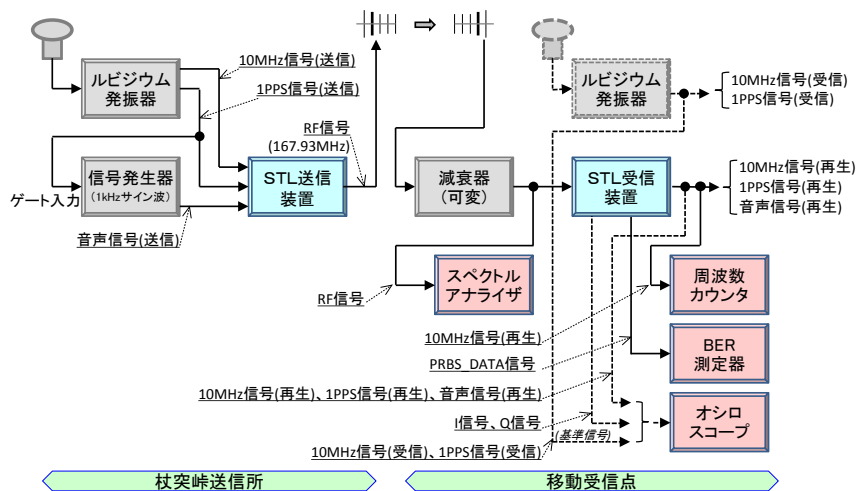 10MHz信号(送信)
1PPS信号(送信)
ルビジウム
発振器
RF信号
(167.93MHz)
ルビジウム
発振器
10MHz信号(受信)
1PPS信号(受信)
ゲート入力
信号発生器
(1kHzサイン波)
音声信号(送信)
STL送信
装置
減衰器
(可変)
STL受信
装置
10MHz信号(再生)
1PPS信号(再生)
音声信号(再生)
RF信号
スペクトル
アナライザ
周波数
カウンタ
10MHz信号(再生)
PRBS_DATA信号
BER
測定器
10MHz信号(再生)、1PPS信号(再生)、音声信号(再生)
I信号、Q信号
(基準信号)
10MHz信号(受信)、1PPS信号(受信)
オシロ
スコープ
杖突峠送信所
移動受信点